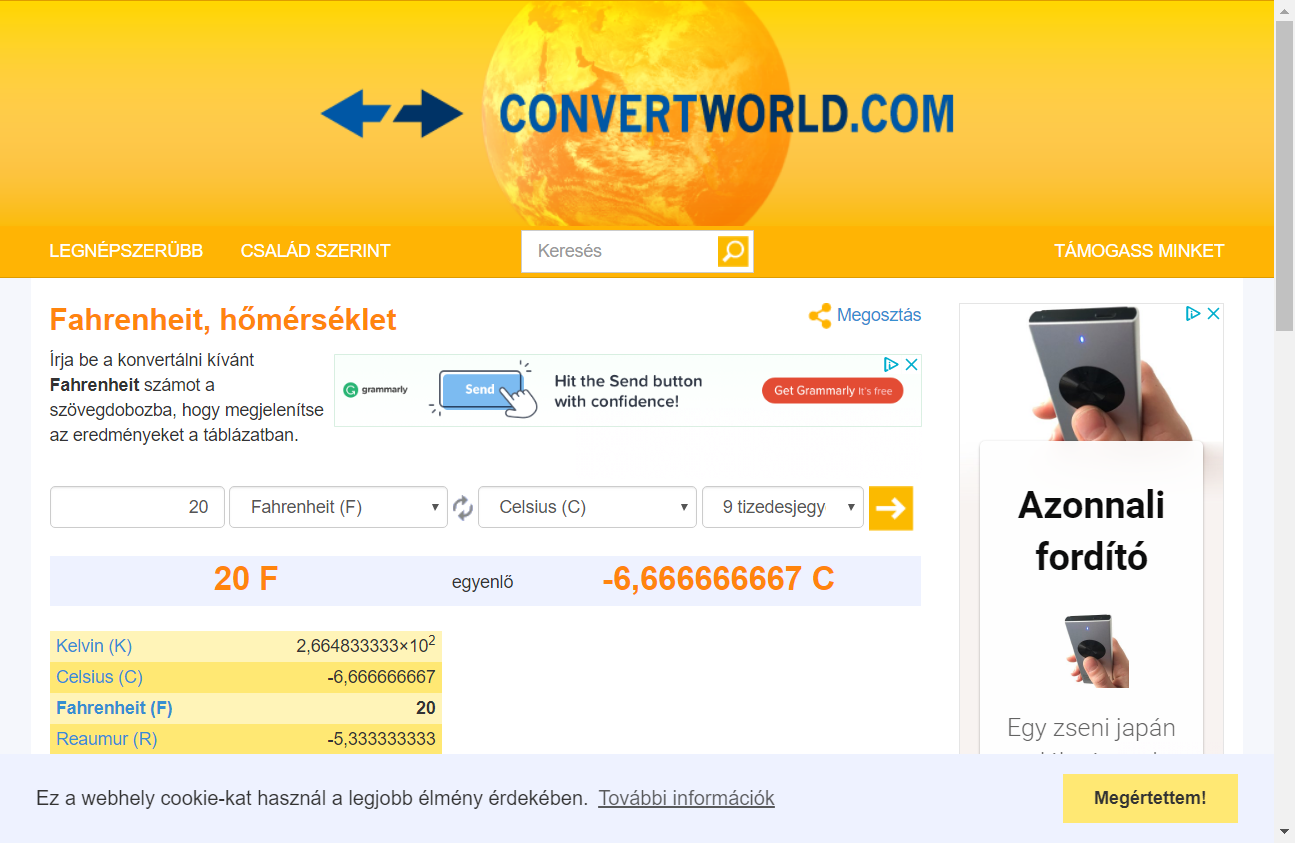 CONVERTWORLD.COM
LEGNÉPSZERŰBB
CSALÁD SZERINT
Keresés
TÁMOGASS MINKET
Fahrenheit, hőmérséklet
Megosztás
Írja be a konvertálni kívánt
Fahrenheit számot a
szövegdobozba, hogy megjelenítse
az eredményeket a táblázatban.
grammarly
Send
Hit the Send button
with confidence!
Get Grammarly It's free
20
Fahrenheit (F)
Celsius (C)
9 tizedesjegy
20 F
egyenlő
-6,666666667 C
Kelvin (K) 2,664833333×10²
Celsius (C) -6,666666667
Fahrenheit (F) 20
Reaumur (R) -5,333333333
Azonnali
fordító
Egy zseni japán
Ez a webhely cookie-kat használ a legjobb élmény érdekében. További információk
Megértettem!